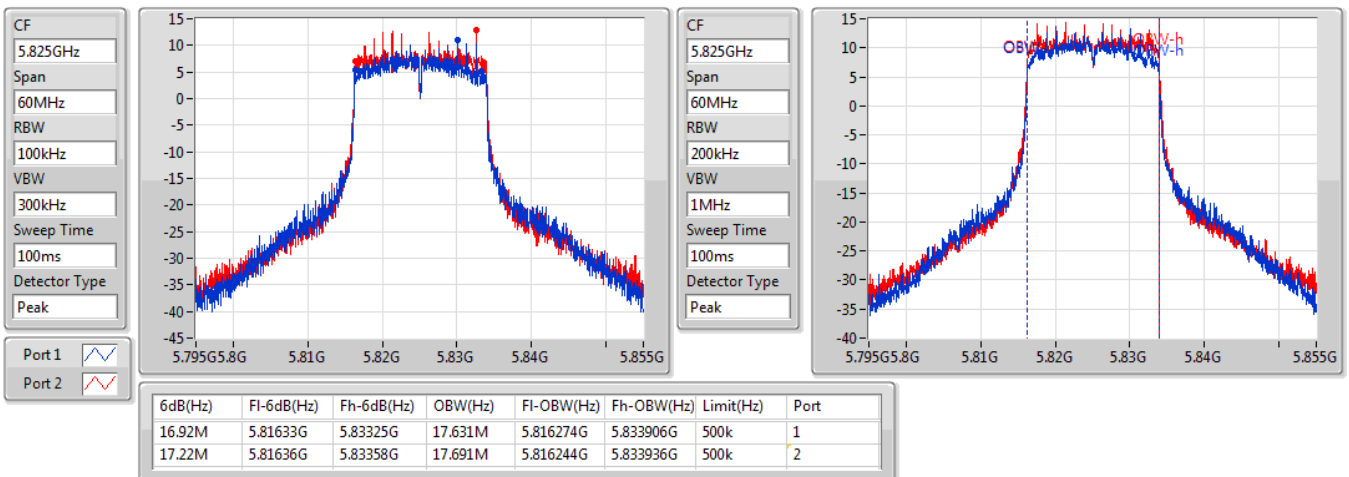 CF
5.825GHz
Span
60MHz
RBW
100kHz
VBW
300kHz
Sweep Time
100ms
Detector Type
Peak
Port 1
Port 2
15
10
5
0
-5
-10
-15
-20
-25
-30
-35
-40
-45
5.795G 5.8G 5.81G 5.82G 5.83G 5.84G 5.855G
CF
5.825GHz
Span
60MHz
RBW
200kHz
VBW
1MHz
Sweep Time
100ms
Detector Type
Peak
15
10
5
0
-5
-10
-15
-20
-25
-30
-35
-40
5.795G 5.8G 5.81G 5.82G 5.83G 5.84G 5.855G
6dB(Hz) Fl-6dB(Hz) Fh-6dB(Hz) OBW(Hz) Fl-OBW(Hz) Fh-OBW(Hz) Limit(Hz) Port
16.92M 5.81633G 5.83325G 17.631M 5.816274G 5.833906G 500k 1
17.22M 5.81636G 5.83358G 17.691M 5.816244G 5.833936G 500k 2